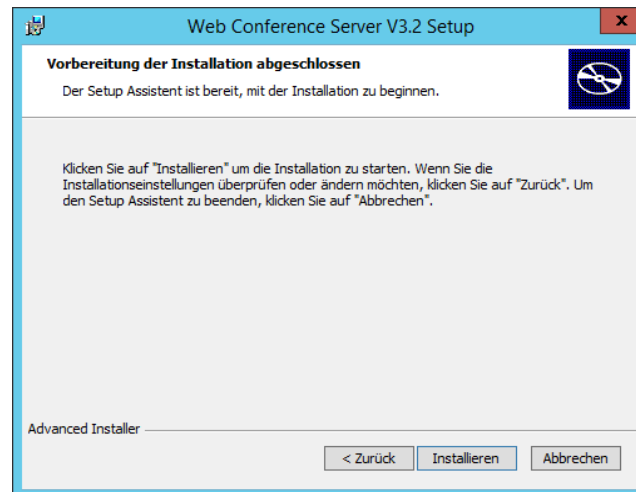 Web Conference Server V3.2 Setup
x
Vorbereitung der Installation abgeschlossen
Der Setup Assistent ist bereit, mit der Installation zu beginnen.
Klicken Sie auf "Installieren" um die Installation zu starten. Wenn Sie die
Installationseinstellungen überprüfen oder ändern möchten, klicken Sie auf "Zurück". Um
den Setup Assistent zu beenden, klicken Sie auf "Abbrechen".
Advanced Installer
< Zurück Installieren Abbrechen